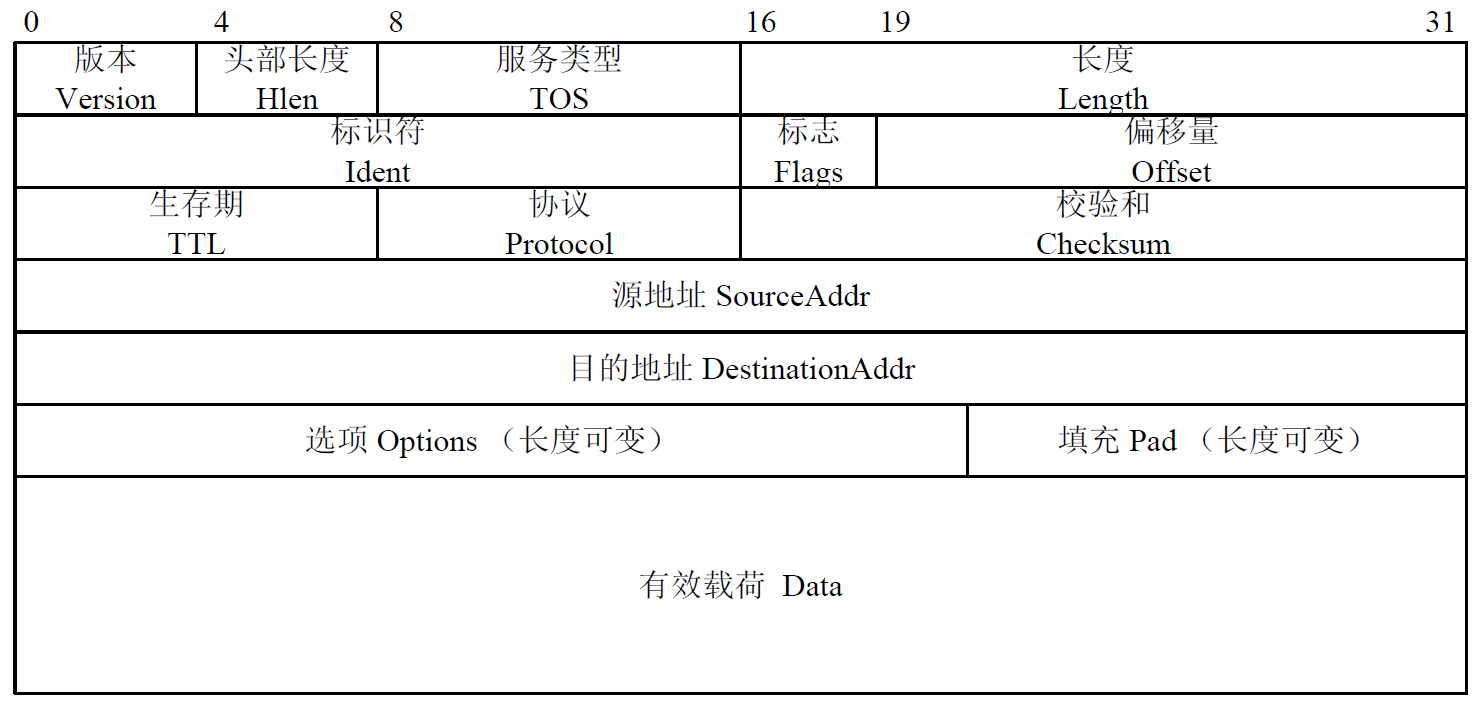 0 4 8 16 19 31
版本 头部长度 服务类型 长度
Version Hlen TOS Length
标识符 标志 偏移量
Ident Flags Offset
生存期 协议 校验和
TTL Protocol Checksum
源地址 SourceAddr
目的地址 DestinationAddr
选项 Options （长度可变） 填充 Pad （长度可变）
有效载荷 Data